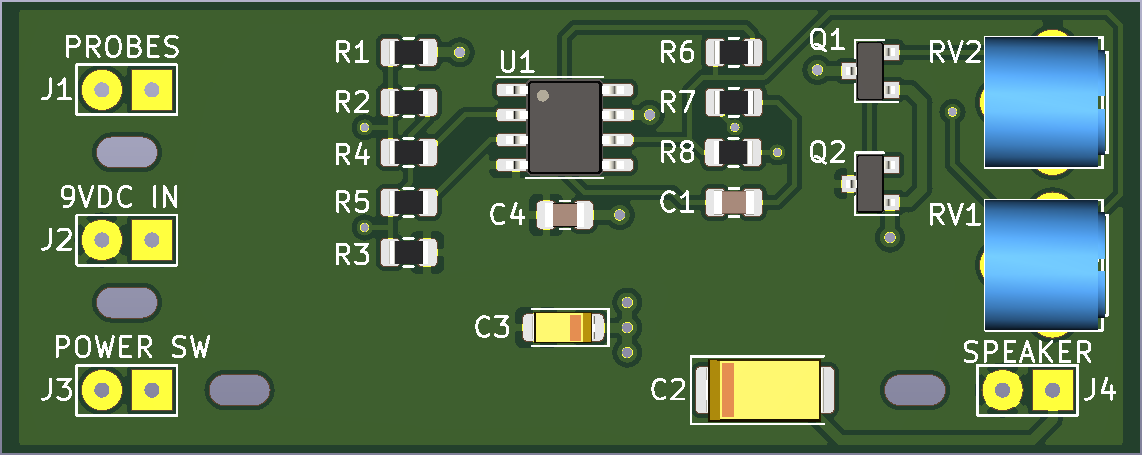 PROBES
J1
9VDC IN
J2
POWER SW
J3
R1
R2
R4
R5
R3
U1
C4
C3
R6
R7
R8
C1
C2
Q1
Q2
RV2
RV1
SPEAKER
J4